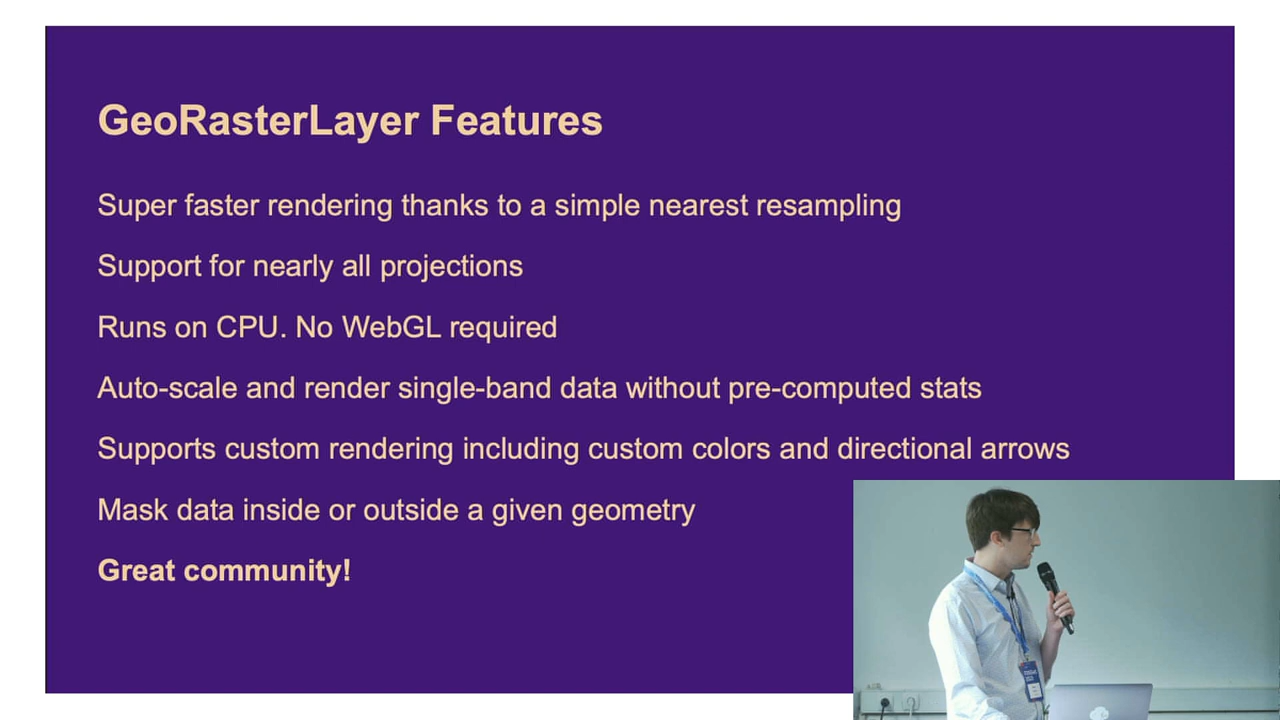 GeoRasterLayer Features
Super faster rendering thanks to a simple nearest resampling
Support for nearly all projections
Runs on CPU. No WebGL required
Auto-scale and render single-band data without pre-computed stats
Supports custom rendering including custom colors and directional arrows
Mask data inside or outside a given geometry
Great community!